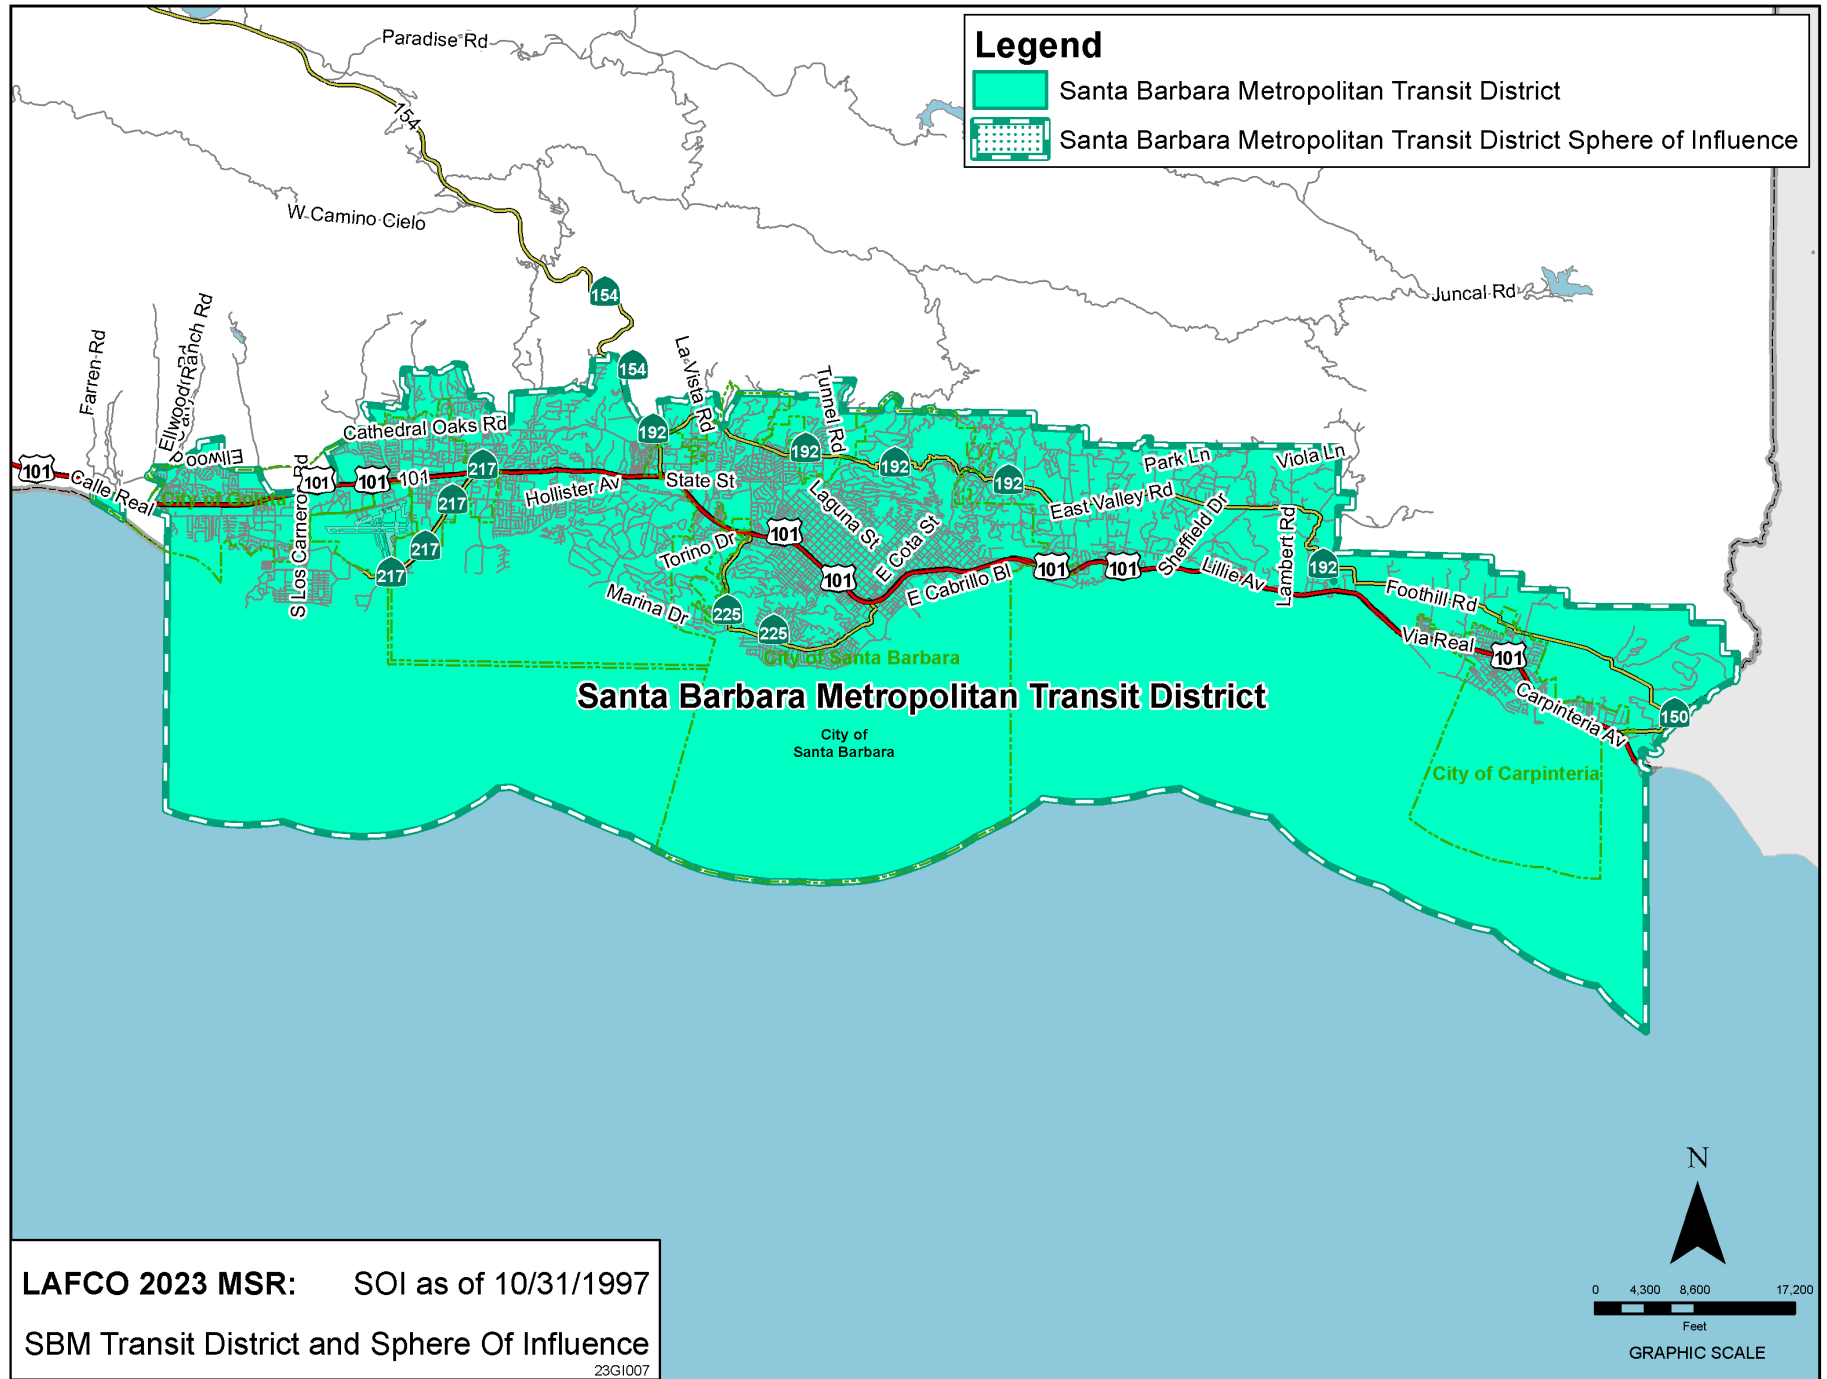 Legend
Santa Barbara Metropolitan Transit District
Santa Barbara Metropolitan Transit District Sphere of Influence
Paradise Rd
154
W Camino Cielo
154
Juncal Rd
154
Farren Rd
Ellwood
Ranch Rd
La Vista Rd
Tunnel Rd
Cathedral Oaks Rd
192
192
192
192
Park Ln
Viola Ln
Ellwood
101
Calle Real
City of Goleta
S Los Carneros Rd
101
101
101
217
217
217
217
Hollister Av
State St
Laguna St
E Cota St
East Valley Rd
Sheffield Dr
Lambert Rd
Torino Dr
101
101
E Cabrillo Bl
101
101
Lillie Av
192
Foothill Rd
Marina Dr
225
225
Via Real
101
City of Santa Barbara
Santa Barbara Metropolitan Transit District
Carpinteria Av
150
City of
Santa Barbara
City of Carpinteria
N
0 4,300 8,600 17,200
Feet
GRAPHIC SCALE
LAFCO 2023 MSR: SOI as of 10/31/1997
SBM Transit District and Sphere Of Influence
23GI007